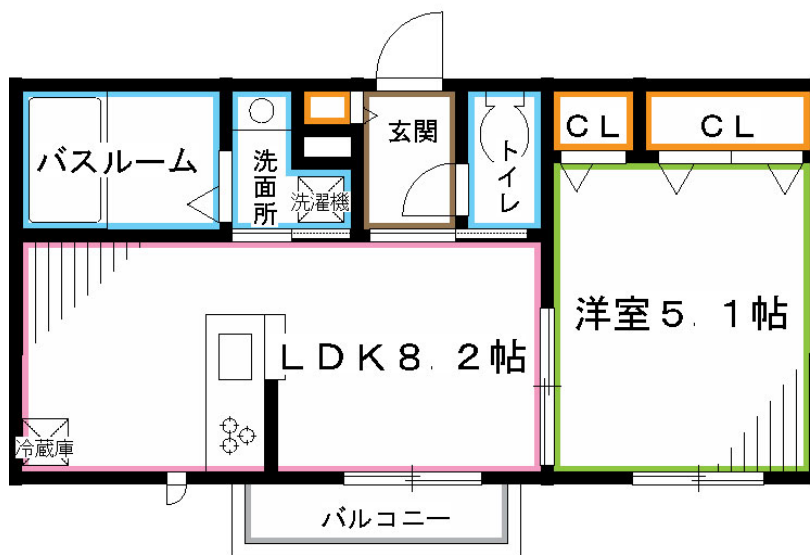 バスルーム
洗面所
洗濯機
玄関
トイレ
CL
CL
LDK8.2帖
洋室5.1帖
冷蔵庫
バルコニー